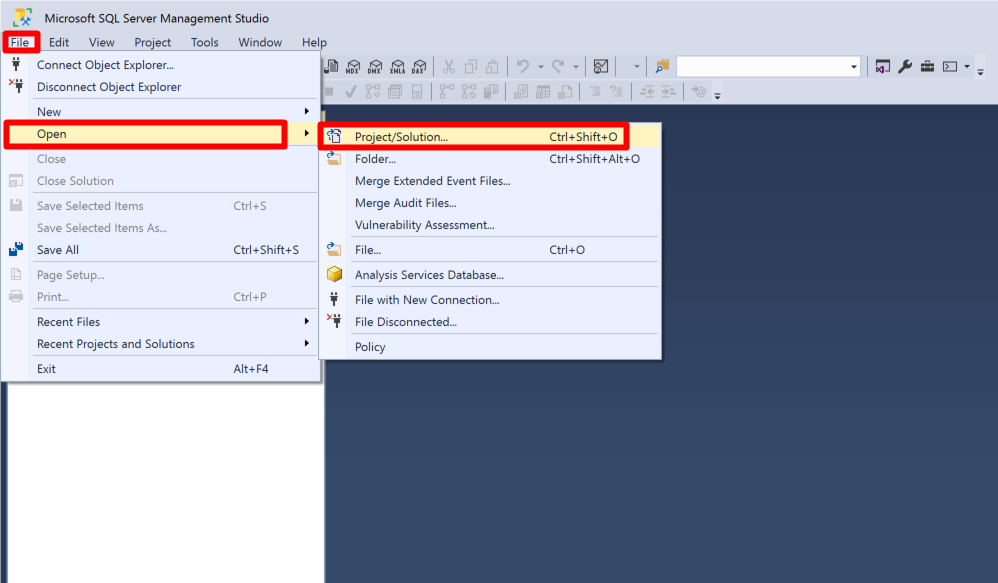 Microsoft SQL Server Management Studio
File Edit View Project Tools Window Help
Connect Object Explorer...
Disconnect Object Explorer
New
Open
Close
Close Solution
Save Selected Items Ctrl+S
Save Selected Items As...
Save All Ctrl+Shift+S
Page Setup...
Print... Ctrl+P
Recent Files
Recent Projects and Solutions
Exit Alt+F4
MDX DMX XMLA DAX
Project/Solution... Ctrl+Shift+O
Folder... Ctrl+Shift+Alt+O
Merge Extended Event Files...
Merge Audit Files...
Vulnerability Assessment...
File... Ctrl+O
Analysis Services Database...
File with New Connection...
File Disconnected...
Policy